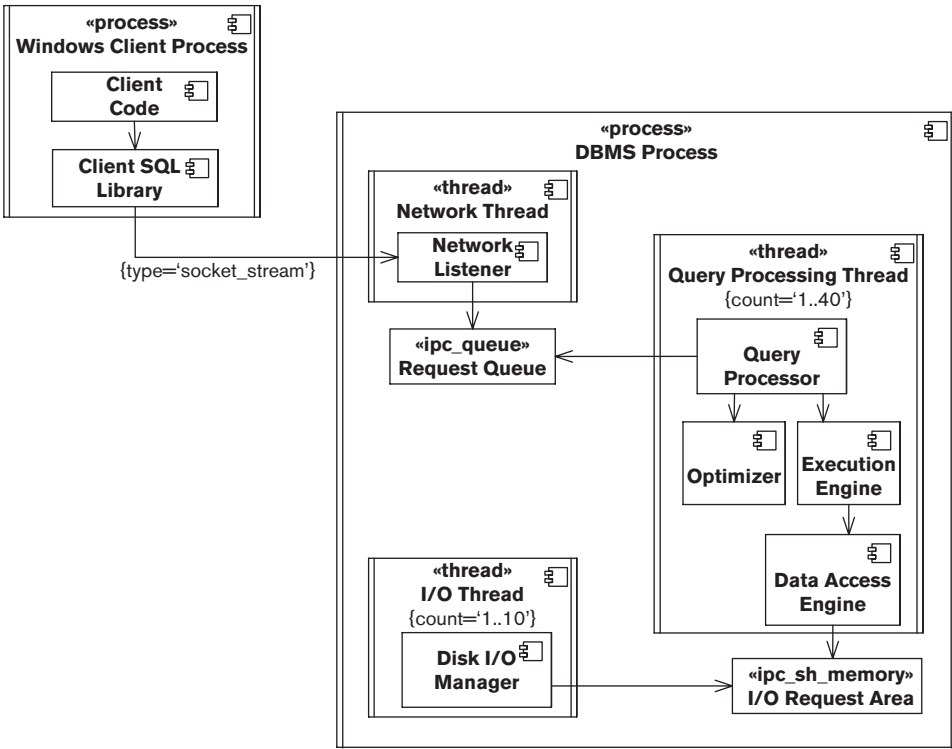 «process»
Windows Client Process
Client
Code
Client SQL
Library
{type=‘socket_stream’}
«process»
DBMS Process
«thread»
Network Thread
Network
Listener
«ipc_queue»
Request Queue
«thread»
Query Processing Thread
{count=‘1..40’}
Query
Processor
Optimizer
Execution
Engine
Data Access
Engine
«thread»
I/O Thread
{count=‘1..10’}
Disk I/O
Manager
«ipc_sh_memory»
I/O Request Area